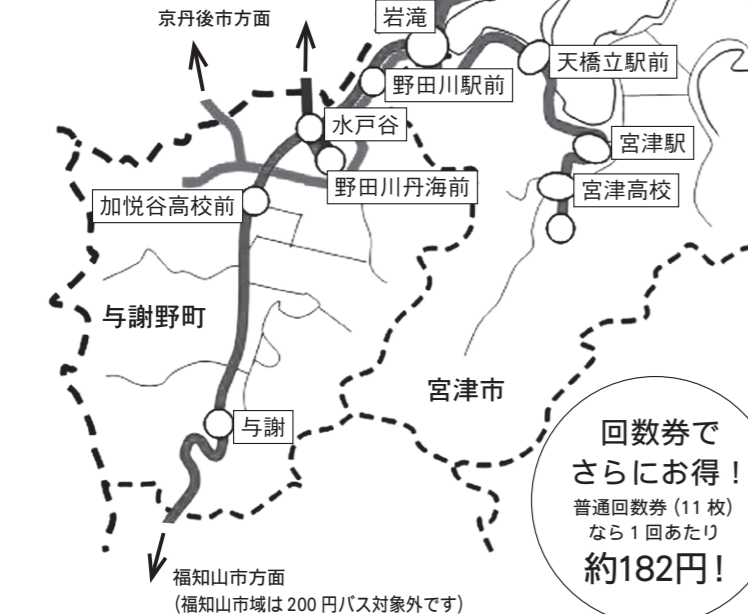 京丹後市方面
岩滝
天橋立駅前
野田川駅前
水戸谷
宮津駅
野田川丹海前
宮津高校
加悦谷高校前
与謝野町
宮津市
与謝
回数券で
さらにお得！
普通回数券（11枚）
なら1回あたり
約182円！
福知山市方面
（福知山市域は200円バス対象外です）